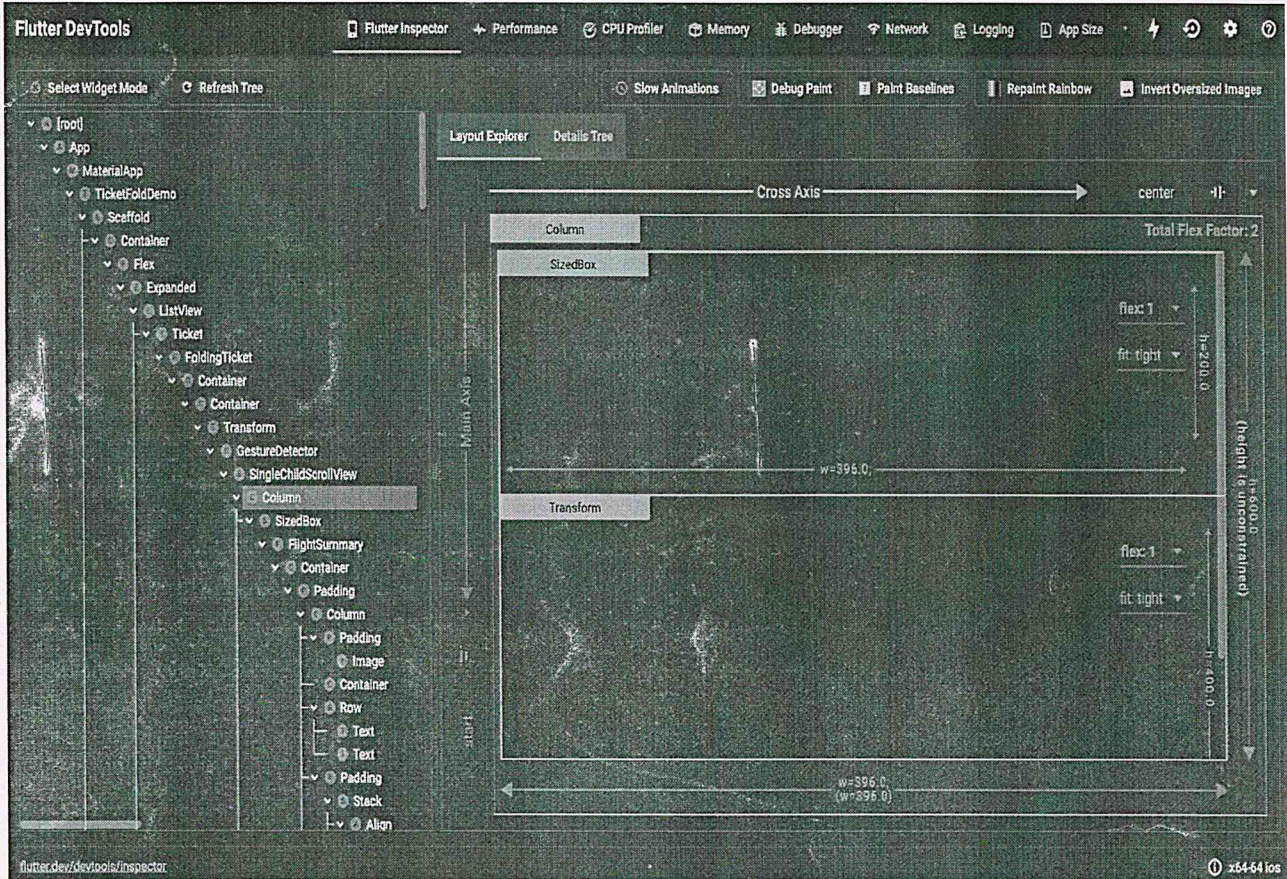 Flutter DevTools
Flutter Inspector
Performance
CPU Profiler
Memory
Debugger
Network
Logging
App Size
Select Widget Mode
Refresh Tree
Slow Animations
Debug Paint
Paint Baselines
Repaint Rainbow
Invert Oversized Images
[root]
App
MaterialApp
TicketFoldDemo
Scaffold
Container
Flex
Expanded
ListView
Ticket
FoldingTicket
Container
Container
Transform
GestureDetector
SingleChildScrollView
Column
SizedBox
FlightSummary
Container
Padding
Column
Padding
Image
Container
Row
Text
Text
Padding
Stack
Align
Layout Explorer
Details Tree
Cross Axis
center
Main Axis
start
Column
Total Flex Factor: 2
SizedBox
flex: 1
fit: tight
h=200.0
w=396.0;
Transform
flex: 1
fit: tight
h=400.0
h=600.0
(height is unconstrained)
w=396.0;
(w=396.0)
flutter.dev/devtools/inspector
x64-64 ios